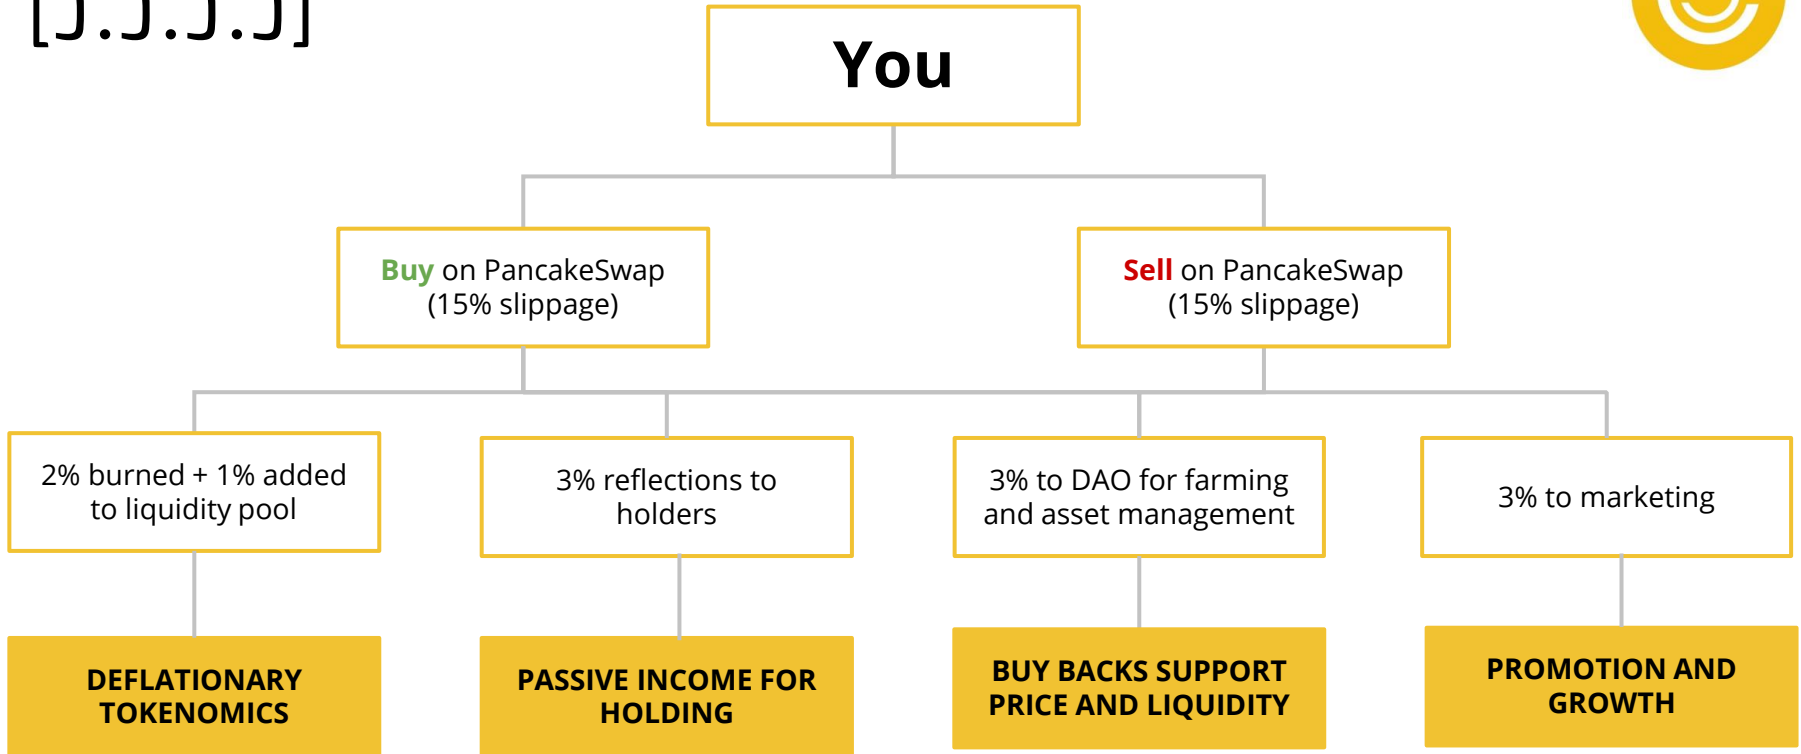 You
Buy on PancakeSwap
(15% slippage)
Sell on PancakeSwap
(15% slippage)
2% burned + 1% added
to liquidity pool
3% reflections to
holders
3% to DAO for farming
and asset management
3% to marketing
DEFLATIONARY
TOKENOMICS
PASSIVE INCOME FOR
HOLDING
BUY BACKS SUPPORT
PRICE AND LIQUIDITY
PROMOTION AND
GROWTH